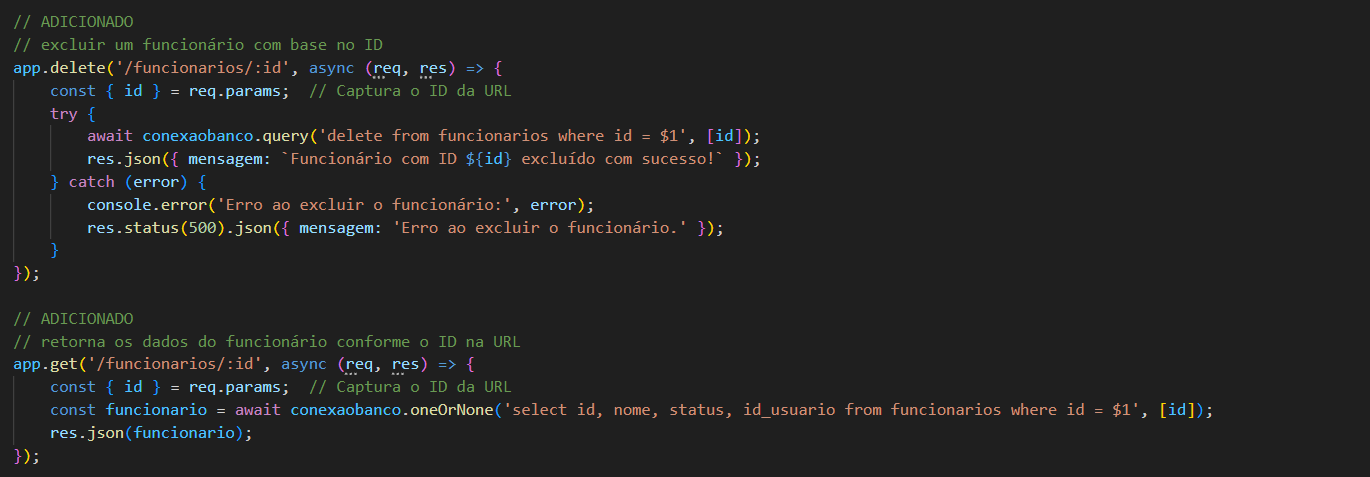 // ADICIONADO
// excluir um funcionário com base no ID
app.delete('/funcionarios/:id', async (req, res) => {
    const { id } = req.params;  // Captura o ID da URL
    try {
        await conexaobanco.query('delete from funcionarios where id = $1', [id]);
        res.json({ mensagem: `Funcionário com ID ${id} excluído com sucesso!` });
    } catch (error) {
        console.error('Erro ao excluir o funcionário:', error);
        res.status(500).json({ mensagem: 'Erro ao excluir o funcionário.' });
    }
});

// ADICIONADO
// retorna os dados do funcionário conforme o ID na URL
app.get('/funcionarios/:id', async (req, res) => {
    const { id } = req.params;  // Captura o ID da URL
    const funcionario = await conexaobanco.oneOrNone('select id, nome, status, id_usuario from funcionarios where id = $1', [id]);
    res.json(funcionario);
});